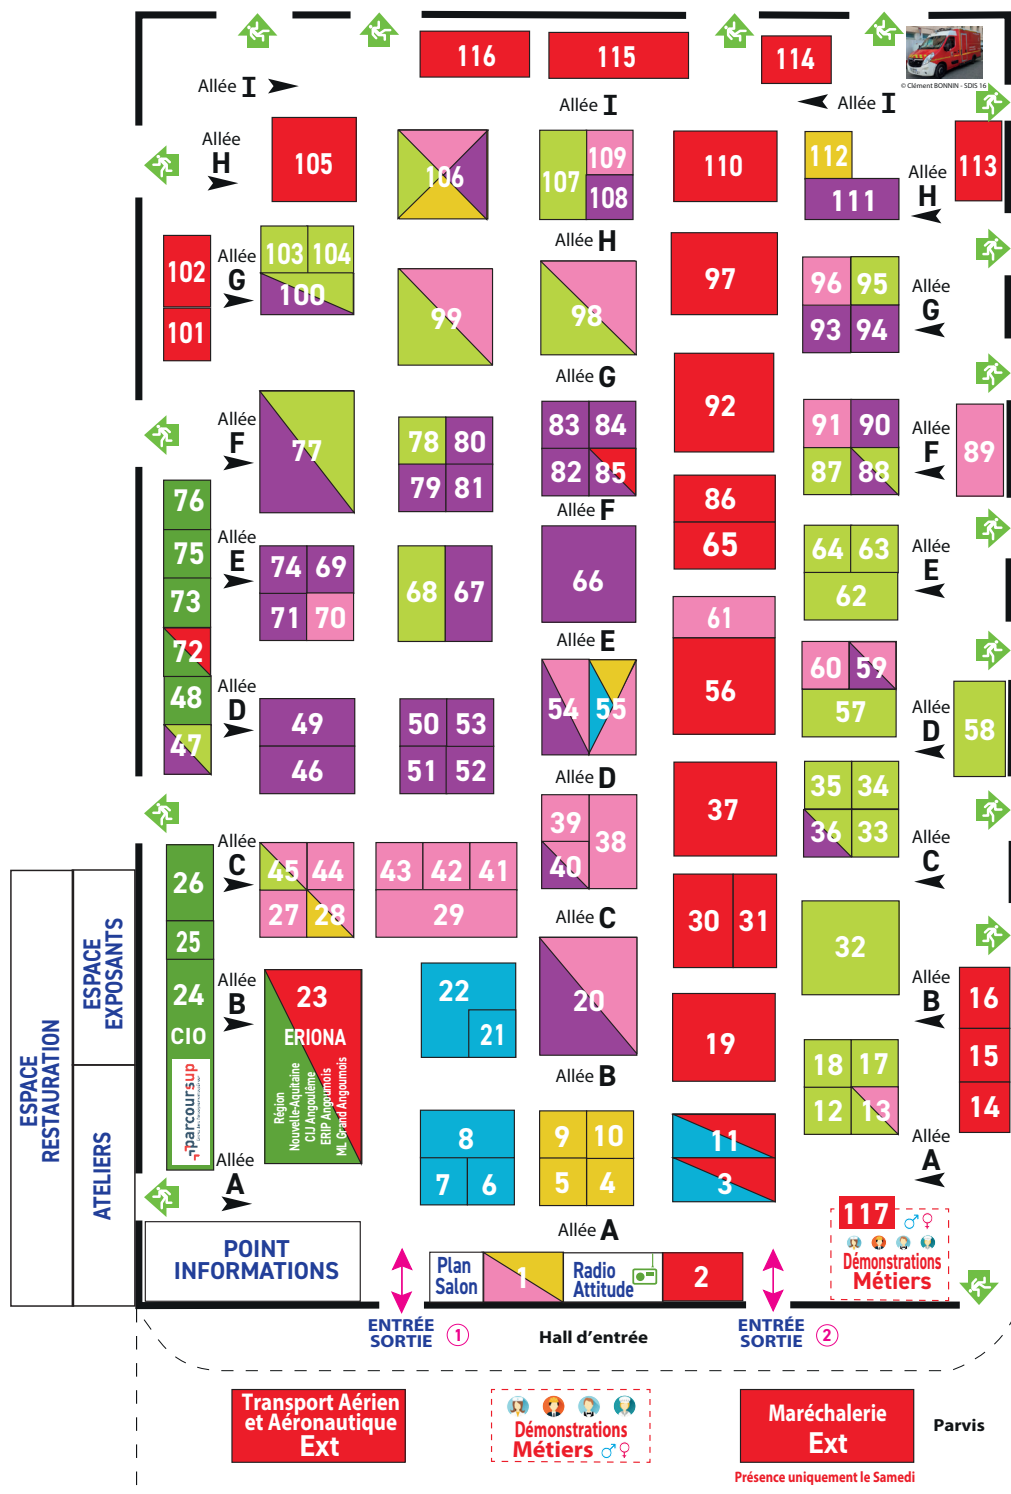 116
115
114
© Clément BONNIN - SDIS 16
Allée I
Allée I
Allée I
Allée
H
105
106
107
109
108
110
112
111
Allée
H
113
Allée H
102
101
Allée
G
103 104
100
99
98
97
96 95
93 94
Allée
G
Allée G
Allée
F
77
78 80
79 81
83 84
82 85
92
91 90
87 88
Allée
F
89
Allée F
76
75
73
72
48
47
Allée
E
74 69
71 70
68 67
66
86
65
64 63
62
Allée
E
Allée E
61
56
60 59
57
58
Allée
D
49
46
50 53
51 52
54 55
Allée
D
Allée D
37
35 34
36 33
Allée
C
Allée
C
45 44
27 28
43 42 41
29
39
40
38
Allée C
30 31
32
26
25
24
CIO
parcoursup
Allée
B
23
ERIONA
Région
Nouvelle-Aquitaine
CIJ Angoulême
ERIP Angoumois
ML Grand Angoumois
22
21
20
Allée B
19
Allée
B
16
15
14
18 17
12 13
Allée
A
Allée
A
8
7 6
9 10
5 4
11
3
Allée A
ESPACE
RESTAURATION
ESPACE
EXPOSANTS
ATELIERS
POINT
INFORMATIONS
Plan
Salon
1
Radio
Attitude
2
117
Démonstrations
Métiers
ENTRÉE
SORTIE 1
Hall d'entrée
ENTRÉE
SORTIE 2
Transport Aérien
et Aéronautique
Ext
Démonstrations
Métiers
Maréchalerie
Ext
Parvis
Présence uniquement le Samedi